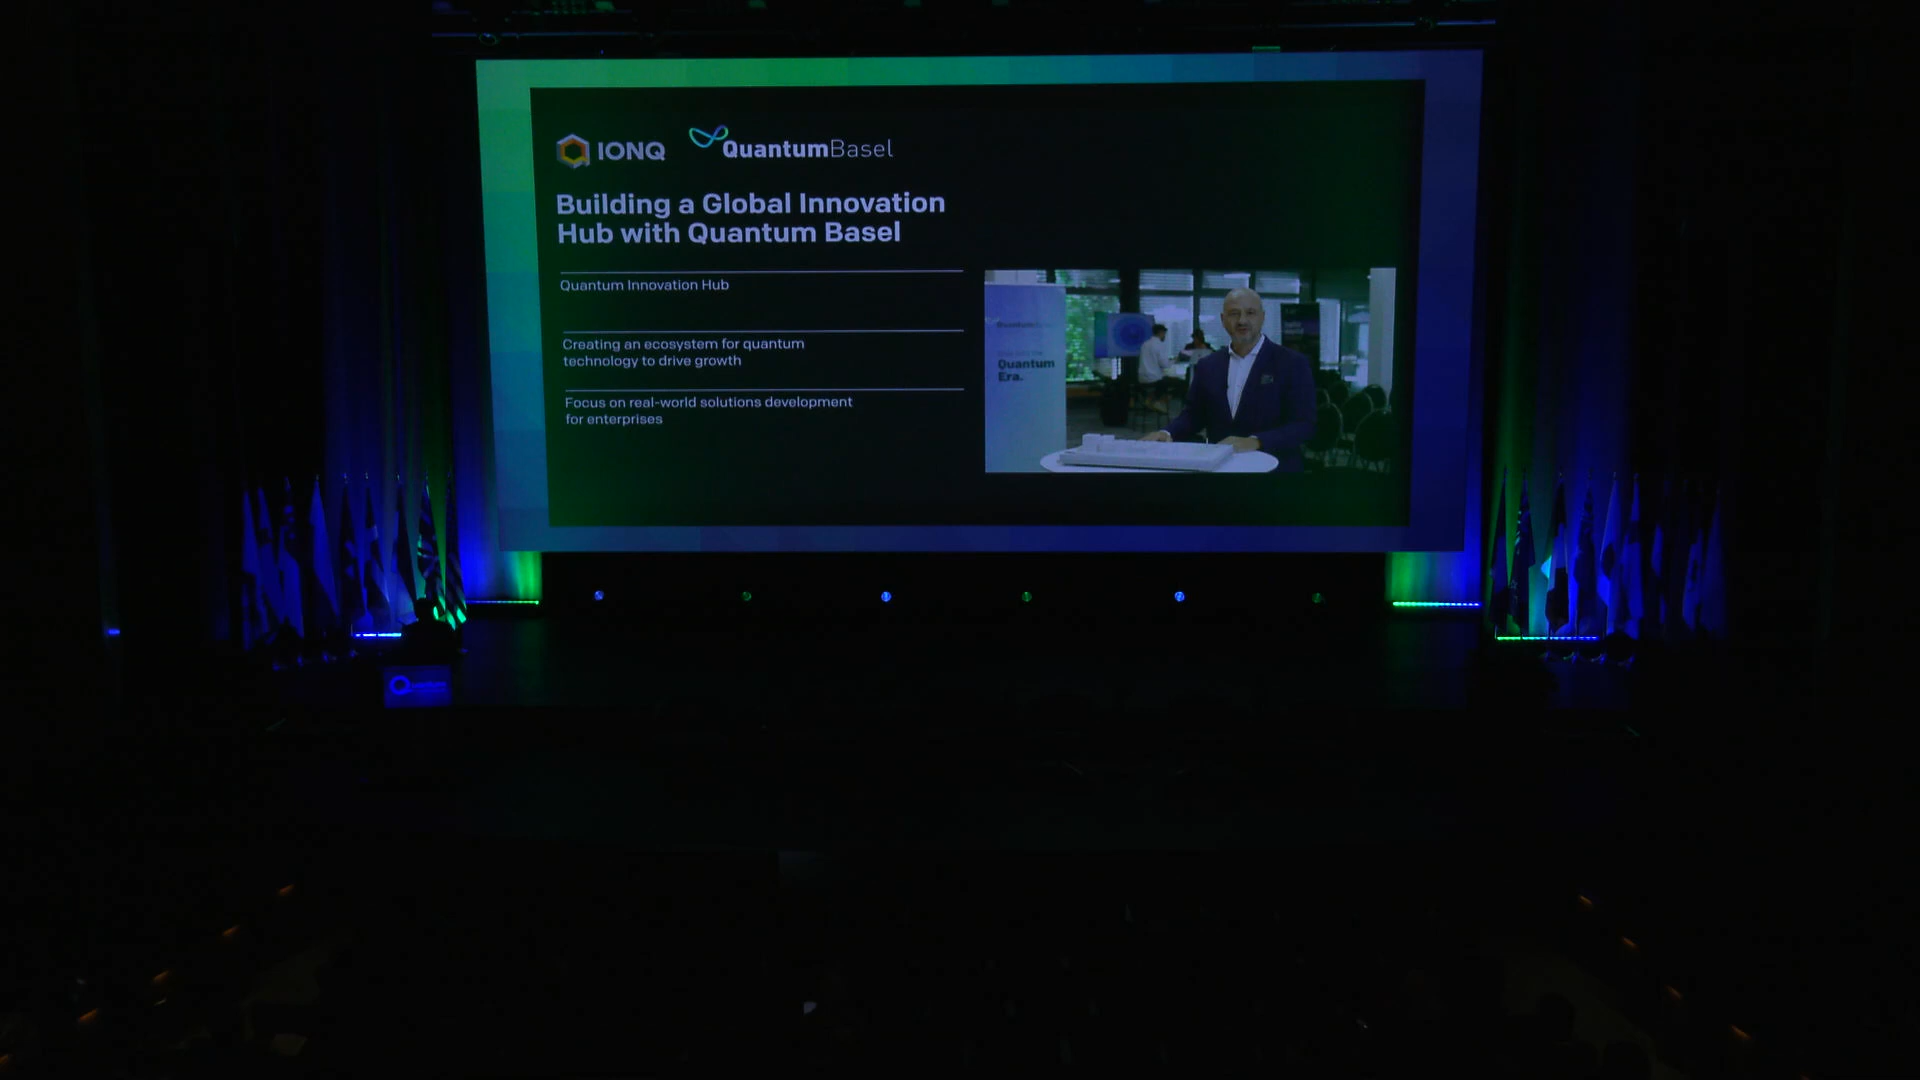 IONQ
QuantumBasel
Building a Global Innovation
Hub with Quantum Basel
Quantum Innovation Hub
Creating an ecosystem for quantum
technology to drive growth
Focus on real-world solutions development
for enterprises
Quantum
Era.